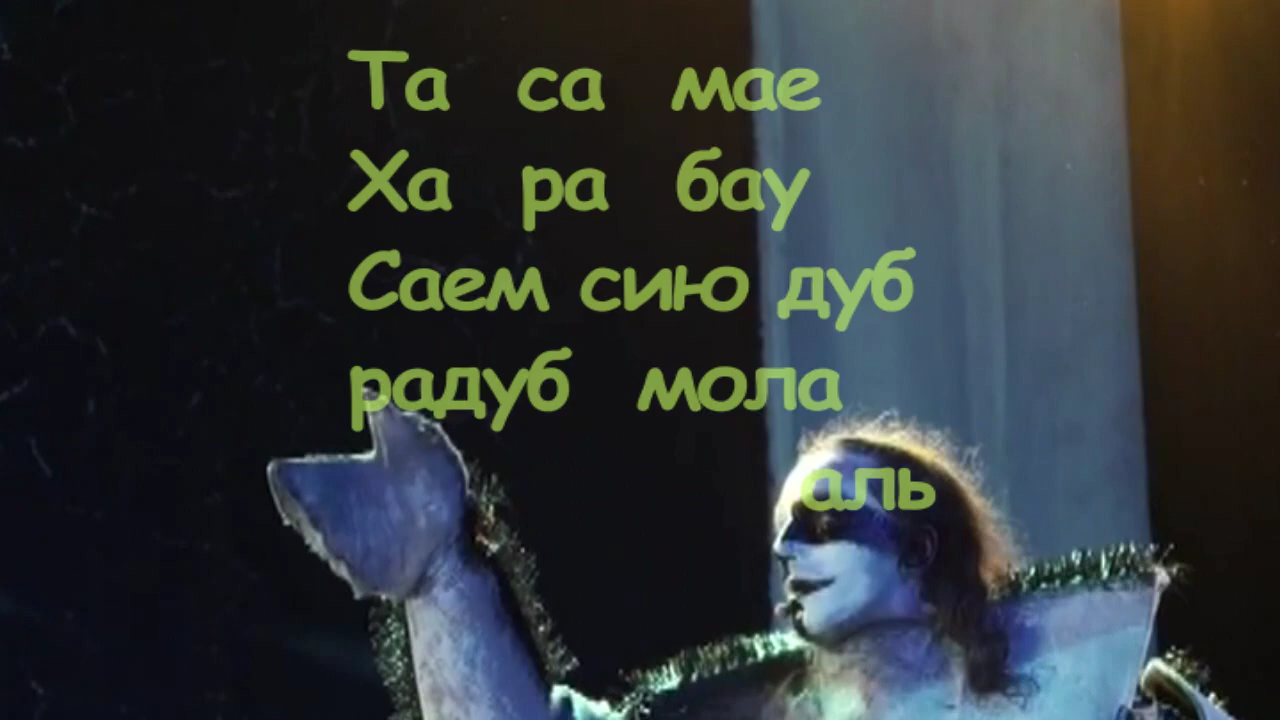 Та са мае
Ха ра бау
Саем сию дуб
радуб мола
аль